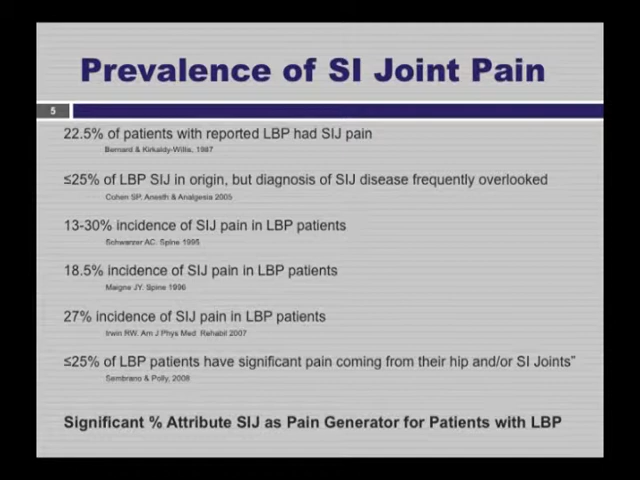 Prevalence of SI Joint Pain
5
22.5% of patients with reported LBP had SIJ pain
Bernard & Kirkaldy-Willis, 1987
≤25% of LBP SIJ in origin, but diagnosis of SIJ disease frequently overlooked
Cohen SP. Anesth & Analgesia 2005
13-30% incidence of SIJ pain in LBP patients
Schwarzer AC. Spine 1995
18.5% incidence of SIJ pain in LBP patients
Maigne JY. Spine 1996
27% incidence of SIJ pain in LBP patients
Irwin RW. Am J Phys Med Rehabil 2007
≤25% of LBP patients have significant pain coming from their hip and/or SI Joints”
Sembrano & Polly, 2008
Significant % Attribute SIJ as Pain Generator for Patients with LBP